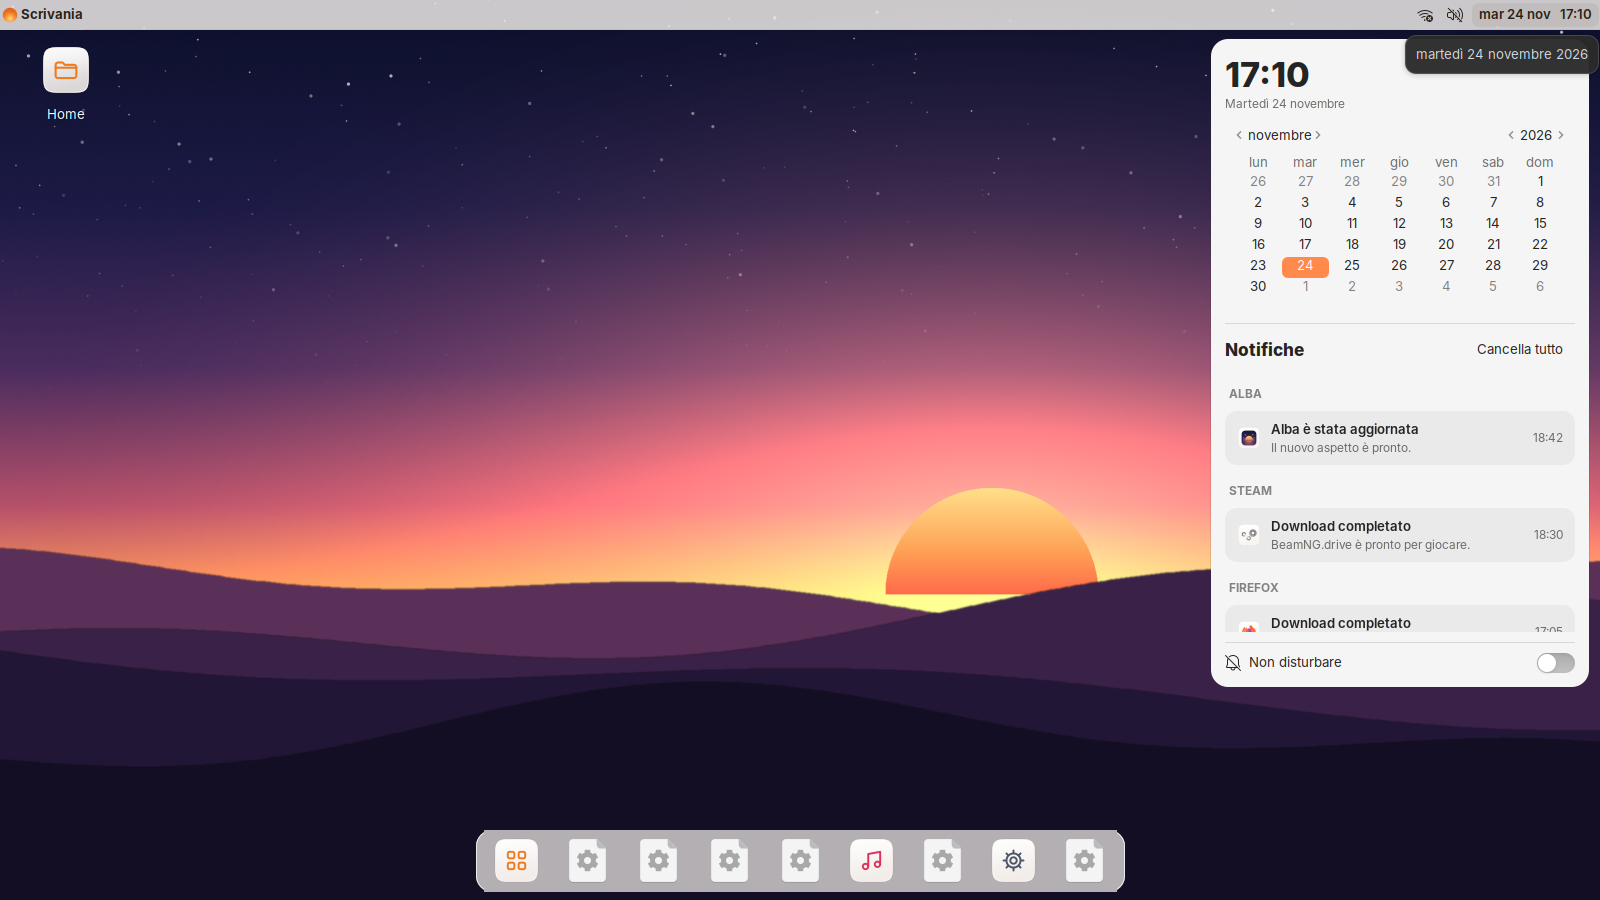 Scrivania
mar 24 nov 17:10
martedì 24 novembre 2026
Home
17:10
Martedì 24 novembre
novembre
2026
lun mar mer gio ven sab dom
26 27 28 29 30 31 1
2 3 4 5 6 7 8
9 10 11 12 13 14 15
16 17 18 19 20 21 22
23 24 25 26 27 28 29
30 1 2 3 4 5 6
Notifiche
Cancella tutto
ALBA
Alba è stata aggiornata
Il nuovo aspetto è pronto.
18:42
STEAM
Download completato
BeamNG.drive è pronto per giocare.
18:30
FIREFOX
Download completato
17:05
Non disturbare